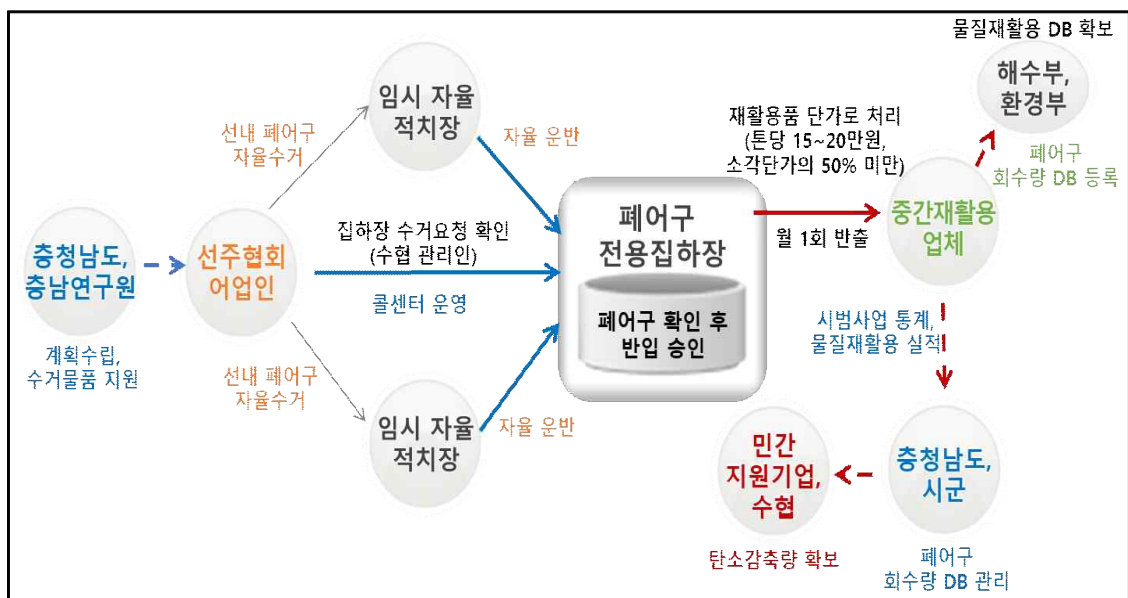 물질재활용 DB 확보
해수부,
환경부
폐어구
회수량 DB 등록
임시 자율
적치장
선내 폐어구
자율수거
자율 운반
재활용품 단가로 처리
(톤당 15~20만원,
소각단가의 50% 미만)
충청남도,
충남연구원
계획수립,
수거물품 지원
선주협회
어업인
집하장 수거요청 확인
(수협 관리인)
콜센터 운영
폐어구
전용집하장
폐어구 확인 후
반입 승인
월 1회 반출
중간재활용
업체
선내 폐어구
자율수거
임시 자율
적치장
자율 운반
시범사업 통계,
물질재활용 실적
민간
지원기업,
수협
탄소감축량 확보
충청남도,
시군
폐어구
회수량 DB 관리